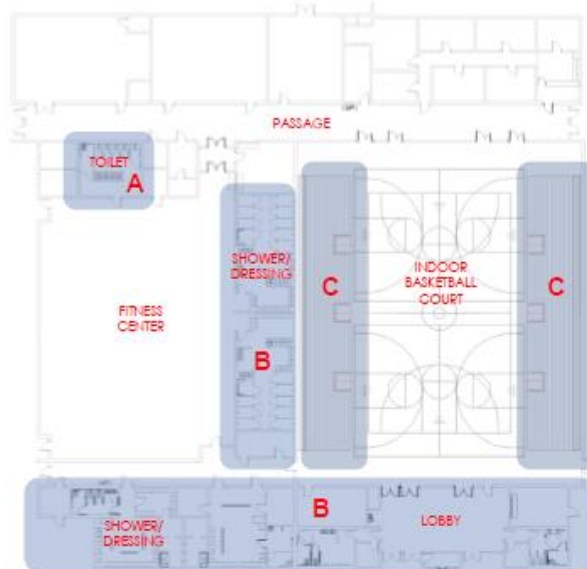 PASSAGE
TOILET
A
SHOWER/
DRESSING
INDOOR
BASKETBALL
COURT
C
C
FITNESS
CENTER
B
B
SHOWER/
DRESSING
LOBBY